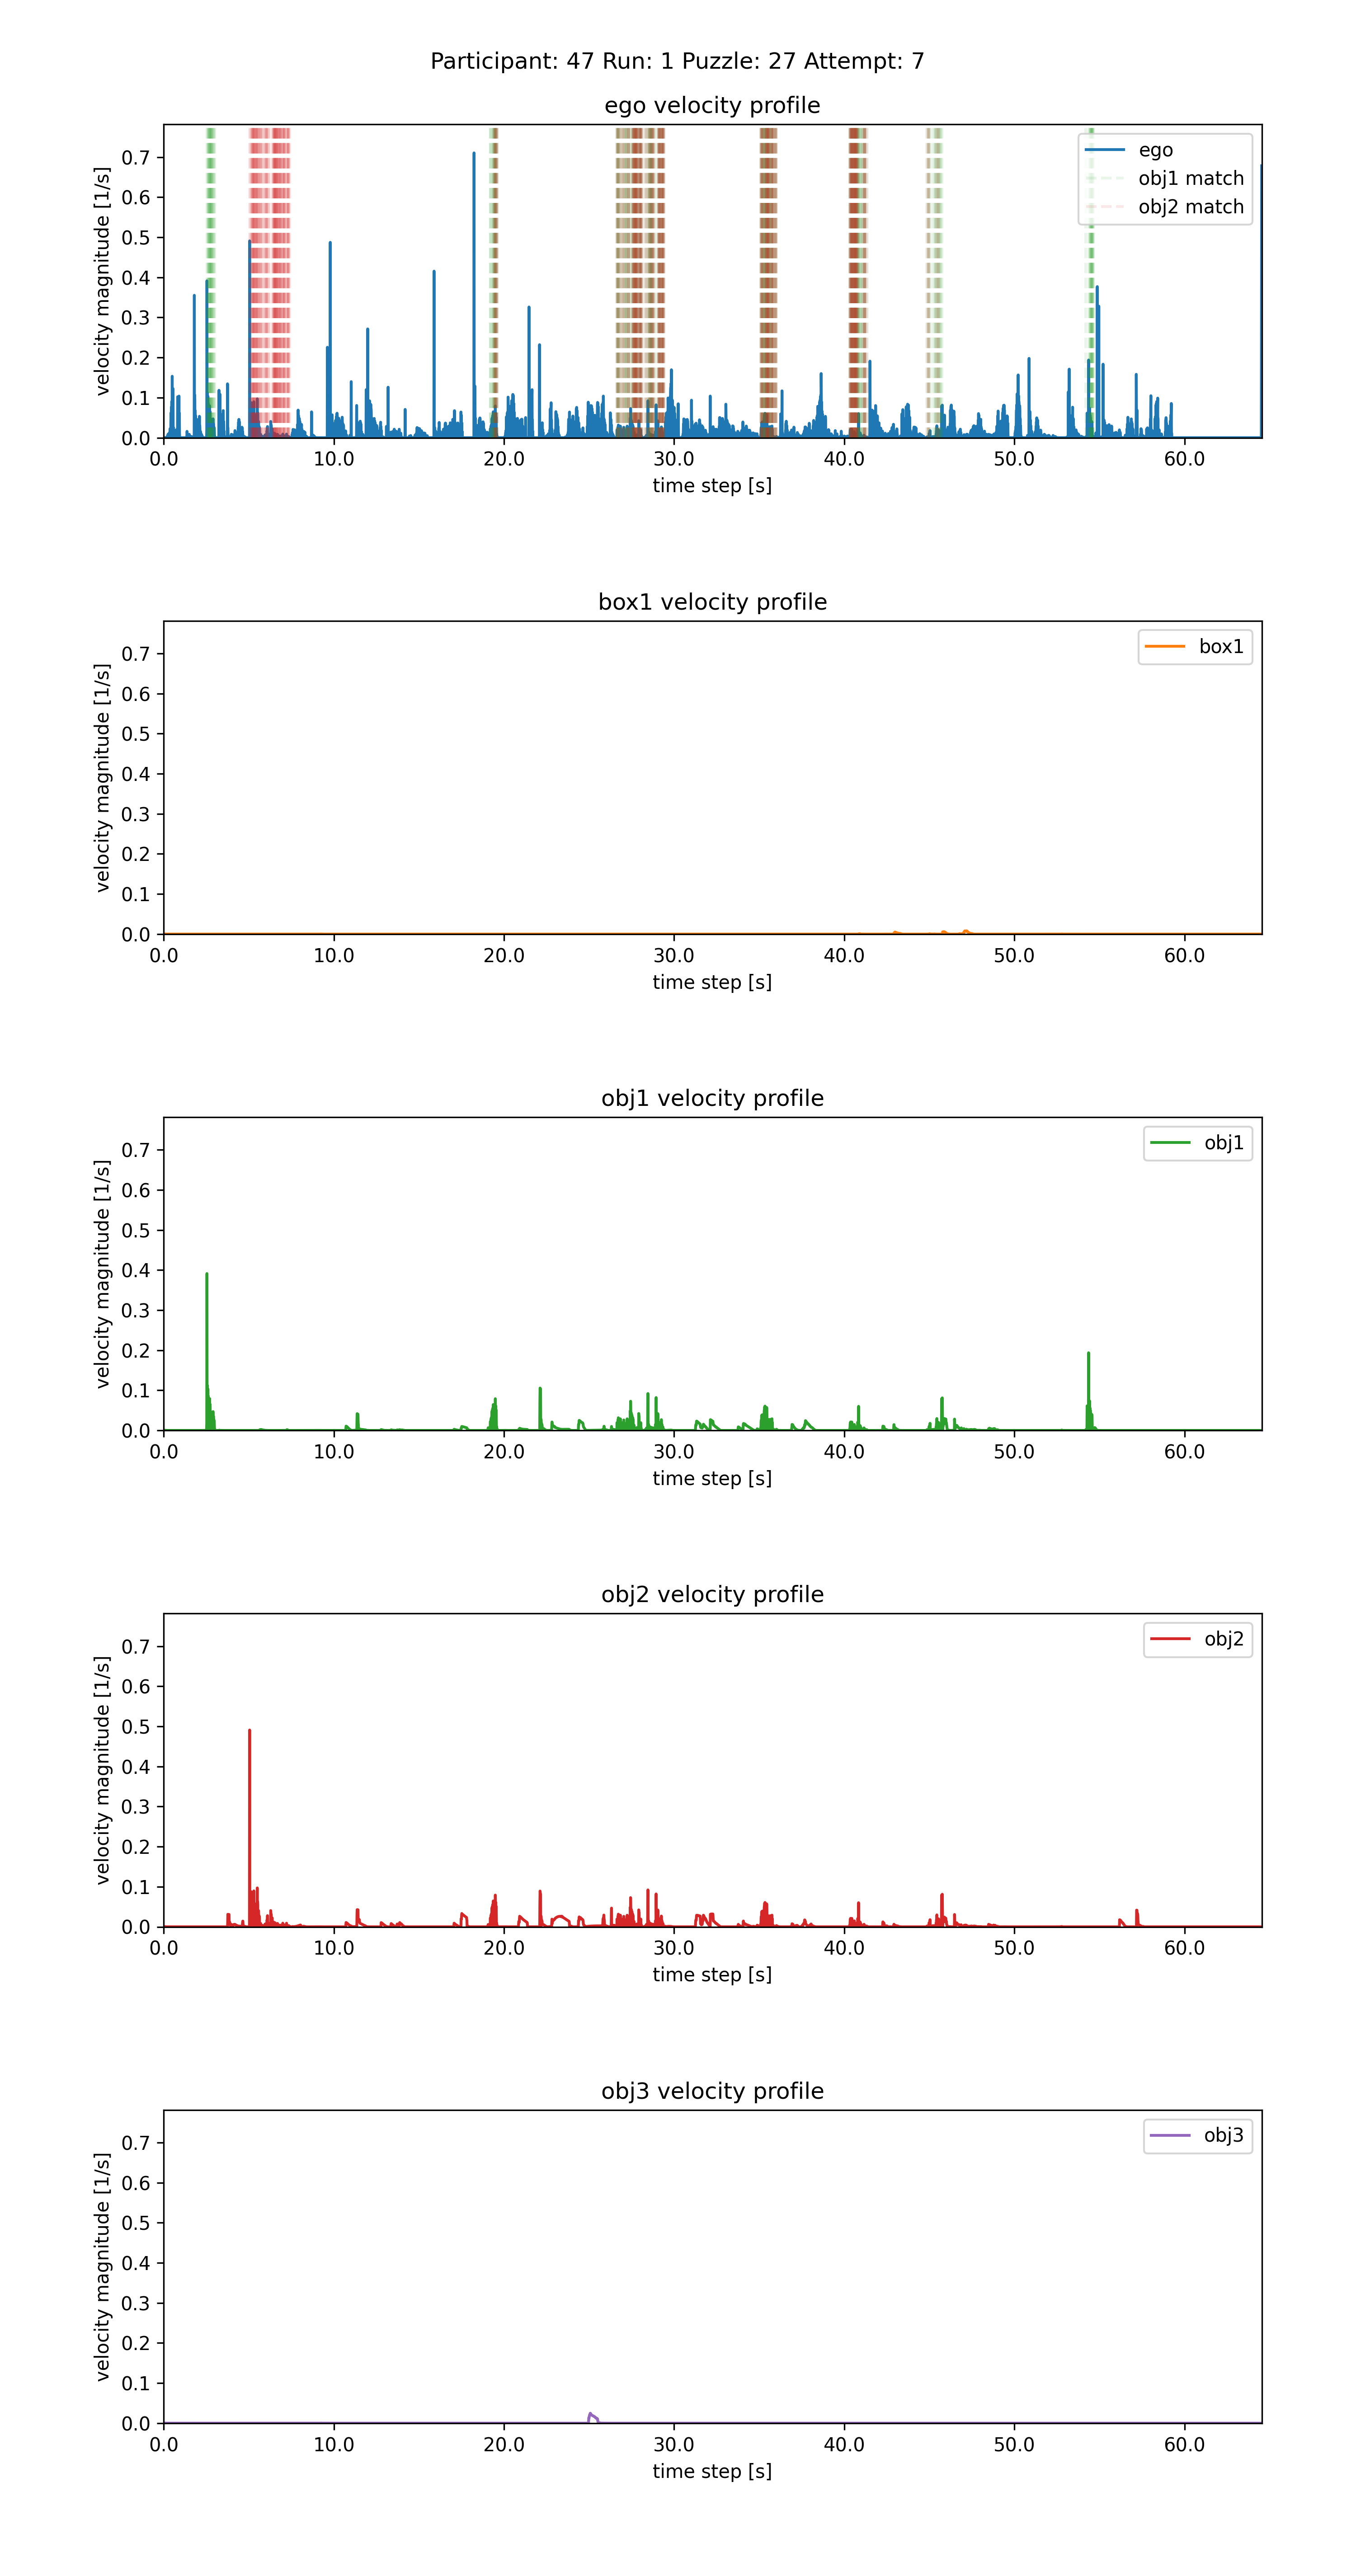 Participant: 47 Run: 1 Puzzle: 27 Attempt: 7
ego velocity profile
velocity magnitude [1/s]
0.7
0.6
0.5
0.4
0.3
0.2
0.1
0.0
ego
obj1 match
obj2 match
0.0 10.0 20.0 30.0 40.0 50.0 60.0
time step [s]
box1 velocity profile
velocity magnitude [1/s]
0.7
0.6
0.5
0.4
0.3
0.2
0.1
0.0
box1
0.0 10.0 20.0 30.0 40.0 50.0 60.0
time step [s]
obj1 velocity profile
velocity magnitude [1/s]
0.7
0.6
0.5
0.4
0.3
0.2
0.1
0.0
obj1
0.0 10.0 20.0 30.0 40.0 50.0 60.0
time step [s]
obj2 velocity profile
velocity magnitude [1/s]
0.7
0.6
0.5
0.4
0.3
0.2
0.1
0.0
obj2
0.0 10.0 20.0 30.0 40.0 50.0 60.0
time step [s]
obj3 velocity profile
velocity magnitude [1/s]
0.7
0.6
0.5
0.4
0.3
0.2
0.1
0.0
obj3
0.0 10.0 20.0 30.0 40.0 50.0 60.0
time step [s]